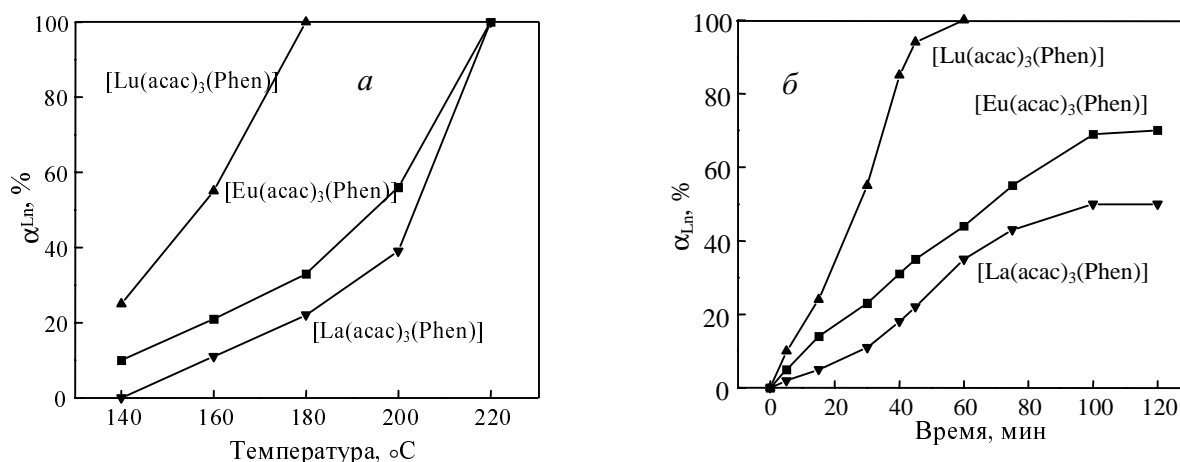 100
80
60
40
20
0
α_Ln, %
140 160 180 200 220
Температура, °C
а
[Lu(acac)₃(Phen)]
[Eu(acac)₃(Phen)]
[La(acac)₃(Phen)]
100
80
60
40
20
0
α_Ln, %
0 20 40 60 80 100 120
Время, мин
б
[Lu(acac)₃(Phen)]
[Eu(acac)₃(Phen)]
[La(acac)₃(Phen)]